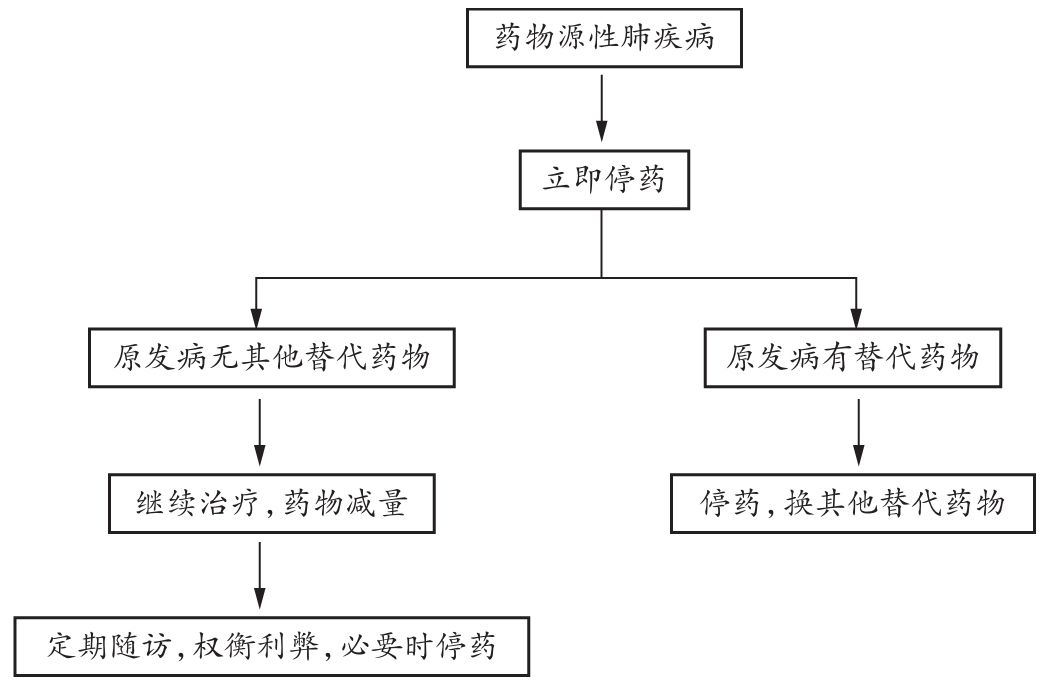 药物源性肺疾病
立即停药
原发病无其他替代药物
原发病有替代药物
继续治疗,药物减量
停药,换其他替代药物
定期随访,权衡利弊,必要时停药